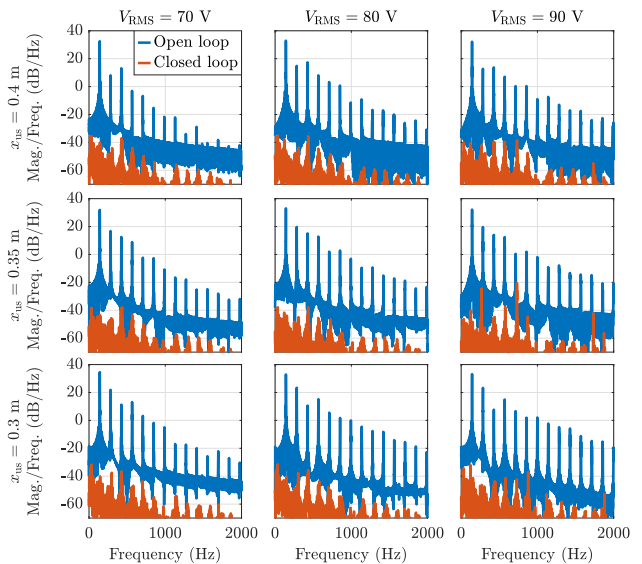 V_RMS = 70 V
V_RMS = 80 V
V_RMS = 90 V
x_us = 0.4 m
Mag./Freq. (dB/Hz)
40
20
0
-20
-40
-60
Open loop
Closed loop
x_us = 0.35 m
Mag./Freq. (dB/Hz)
40
20
0
-20
-40
-60
x_us = 0.3 m
Mag./Freq. (dB/Hz)
40
20
0
-20
-40
-60
0 1000 2000
0 1000 2000
0 1000 2000
Frequency (Hz)
Frequency (Hz)
Frequency (Hz)